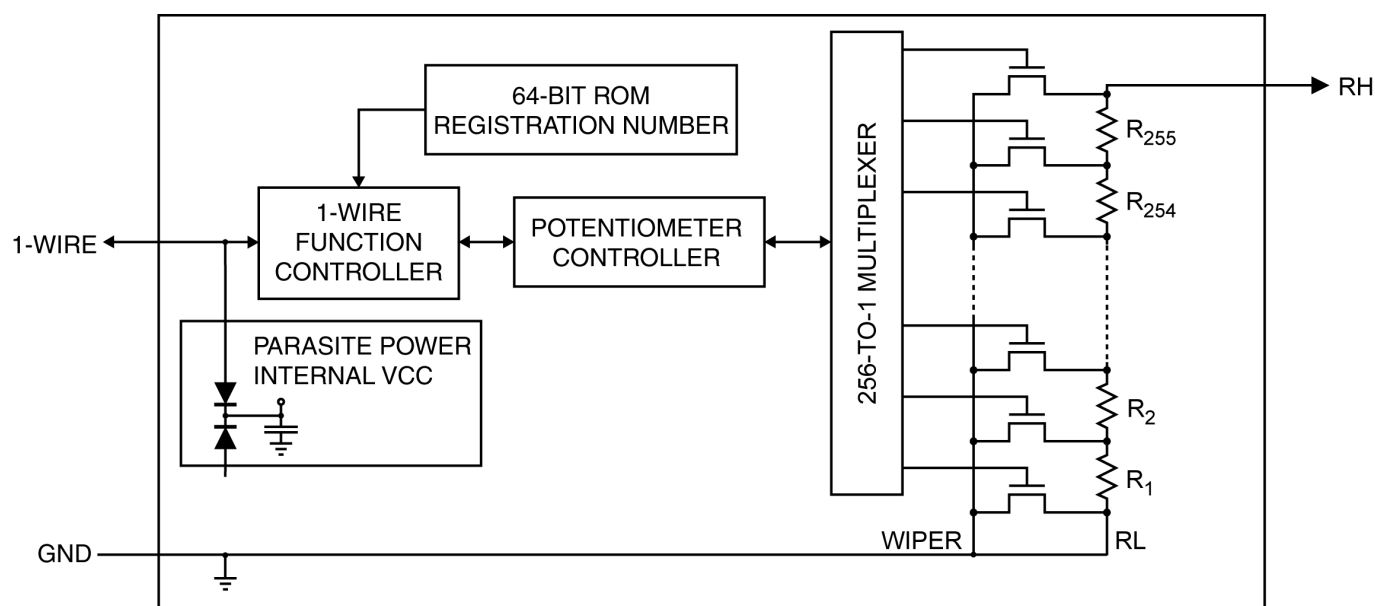 64-BIT ROM
REGISTRATION NUMBER
RH
R255
R254
1-WIRE
1-WIRE
FUNCTION
CONTROLLER
POTENTIOMETER
CONTROLLER
256-TO-1 MULTIPLEXER
PARASITE POWER
INTERNAL VCC
R2
R1
GND
WIPER
RL